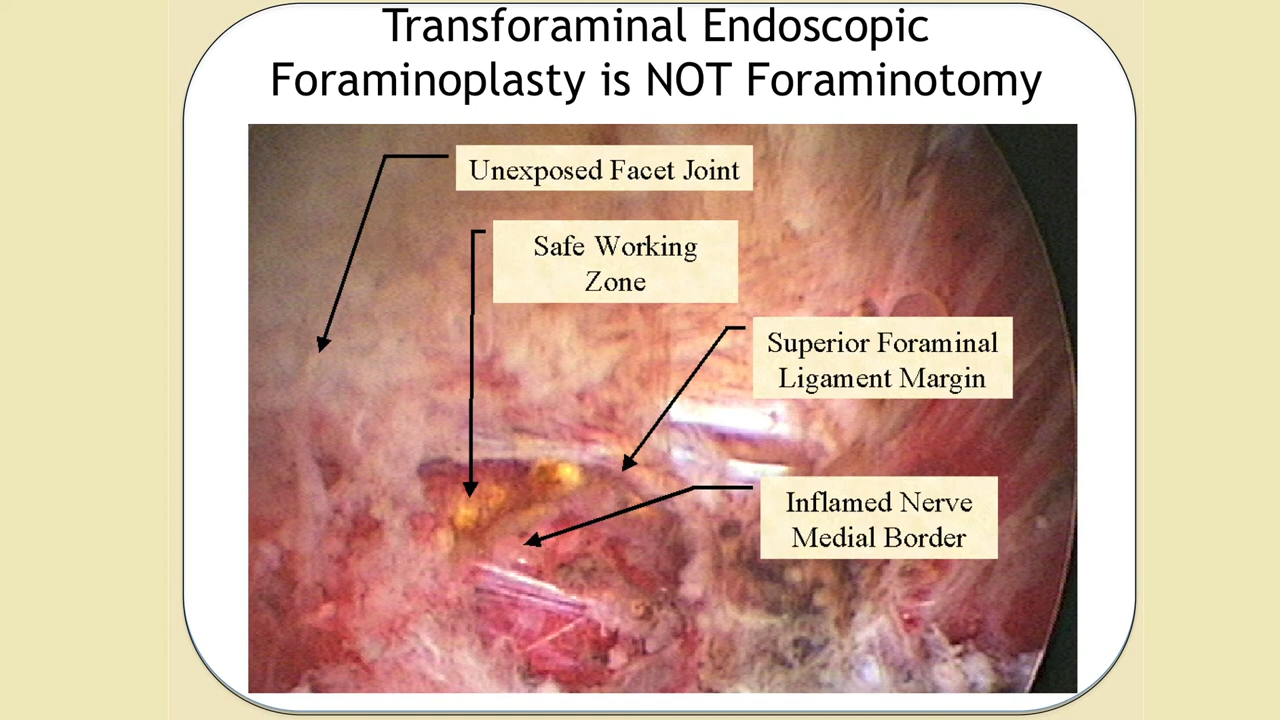 Transforaminal Endoscopic
Foraminoplasty is NOT Foraminotomy
Unexposed Facet Joint
Safe Working
Zone
Superior Foraminal
Ligament Margin
Inflamed Nerve
Medial Border